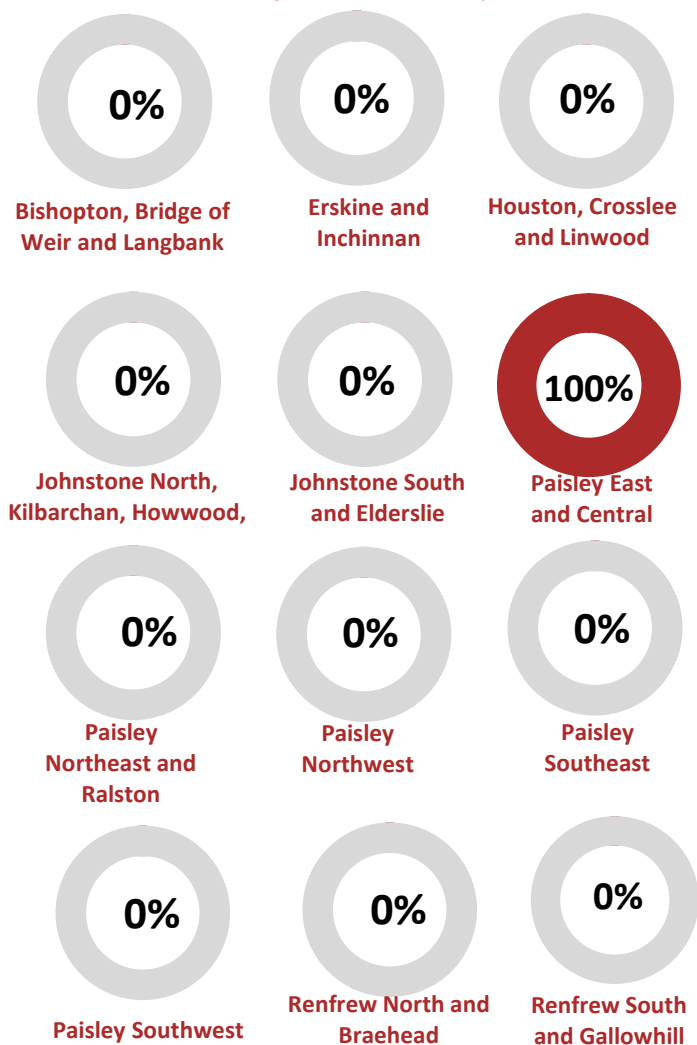 0%
0%
0%
Bishopton, Bridge of
Weir and Langbank
Erskine and
Inchinnan
Houston, Crosslee
and Linwood
0%
0%
100%
Johnstone North,
Kilbarchan, Howwood,
Johnstone South
and Elderslie
Paisley East
and Central
0%
0%
0%
Paisley
Northeast and
Ralston
Paisley
Northwest
Paisley
Southeast
0%
0%
0%
Paisley Southwest
Renfrew North and
Braehead
Renfrew South
and Gallowhill